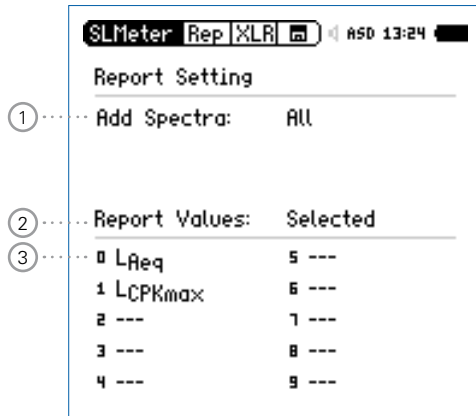 SLMeter Rep XLR ASD 13:24
Report Setting
1 Add Spectra: All
2 Report Values: Selected
3 0 LAeq 5 ---
1 LCPKmax 6 ---
2 --- 7 ---
3 --- 8 ---
4 --- 9 ---